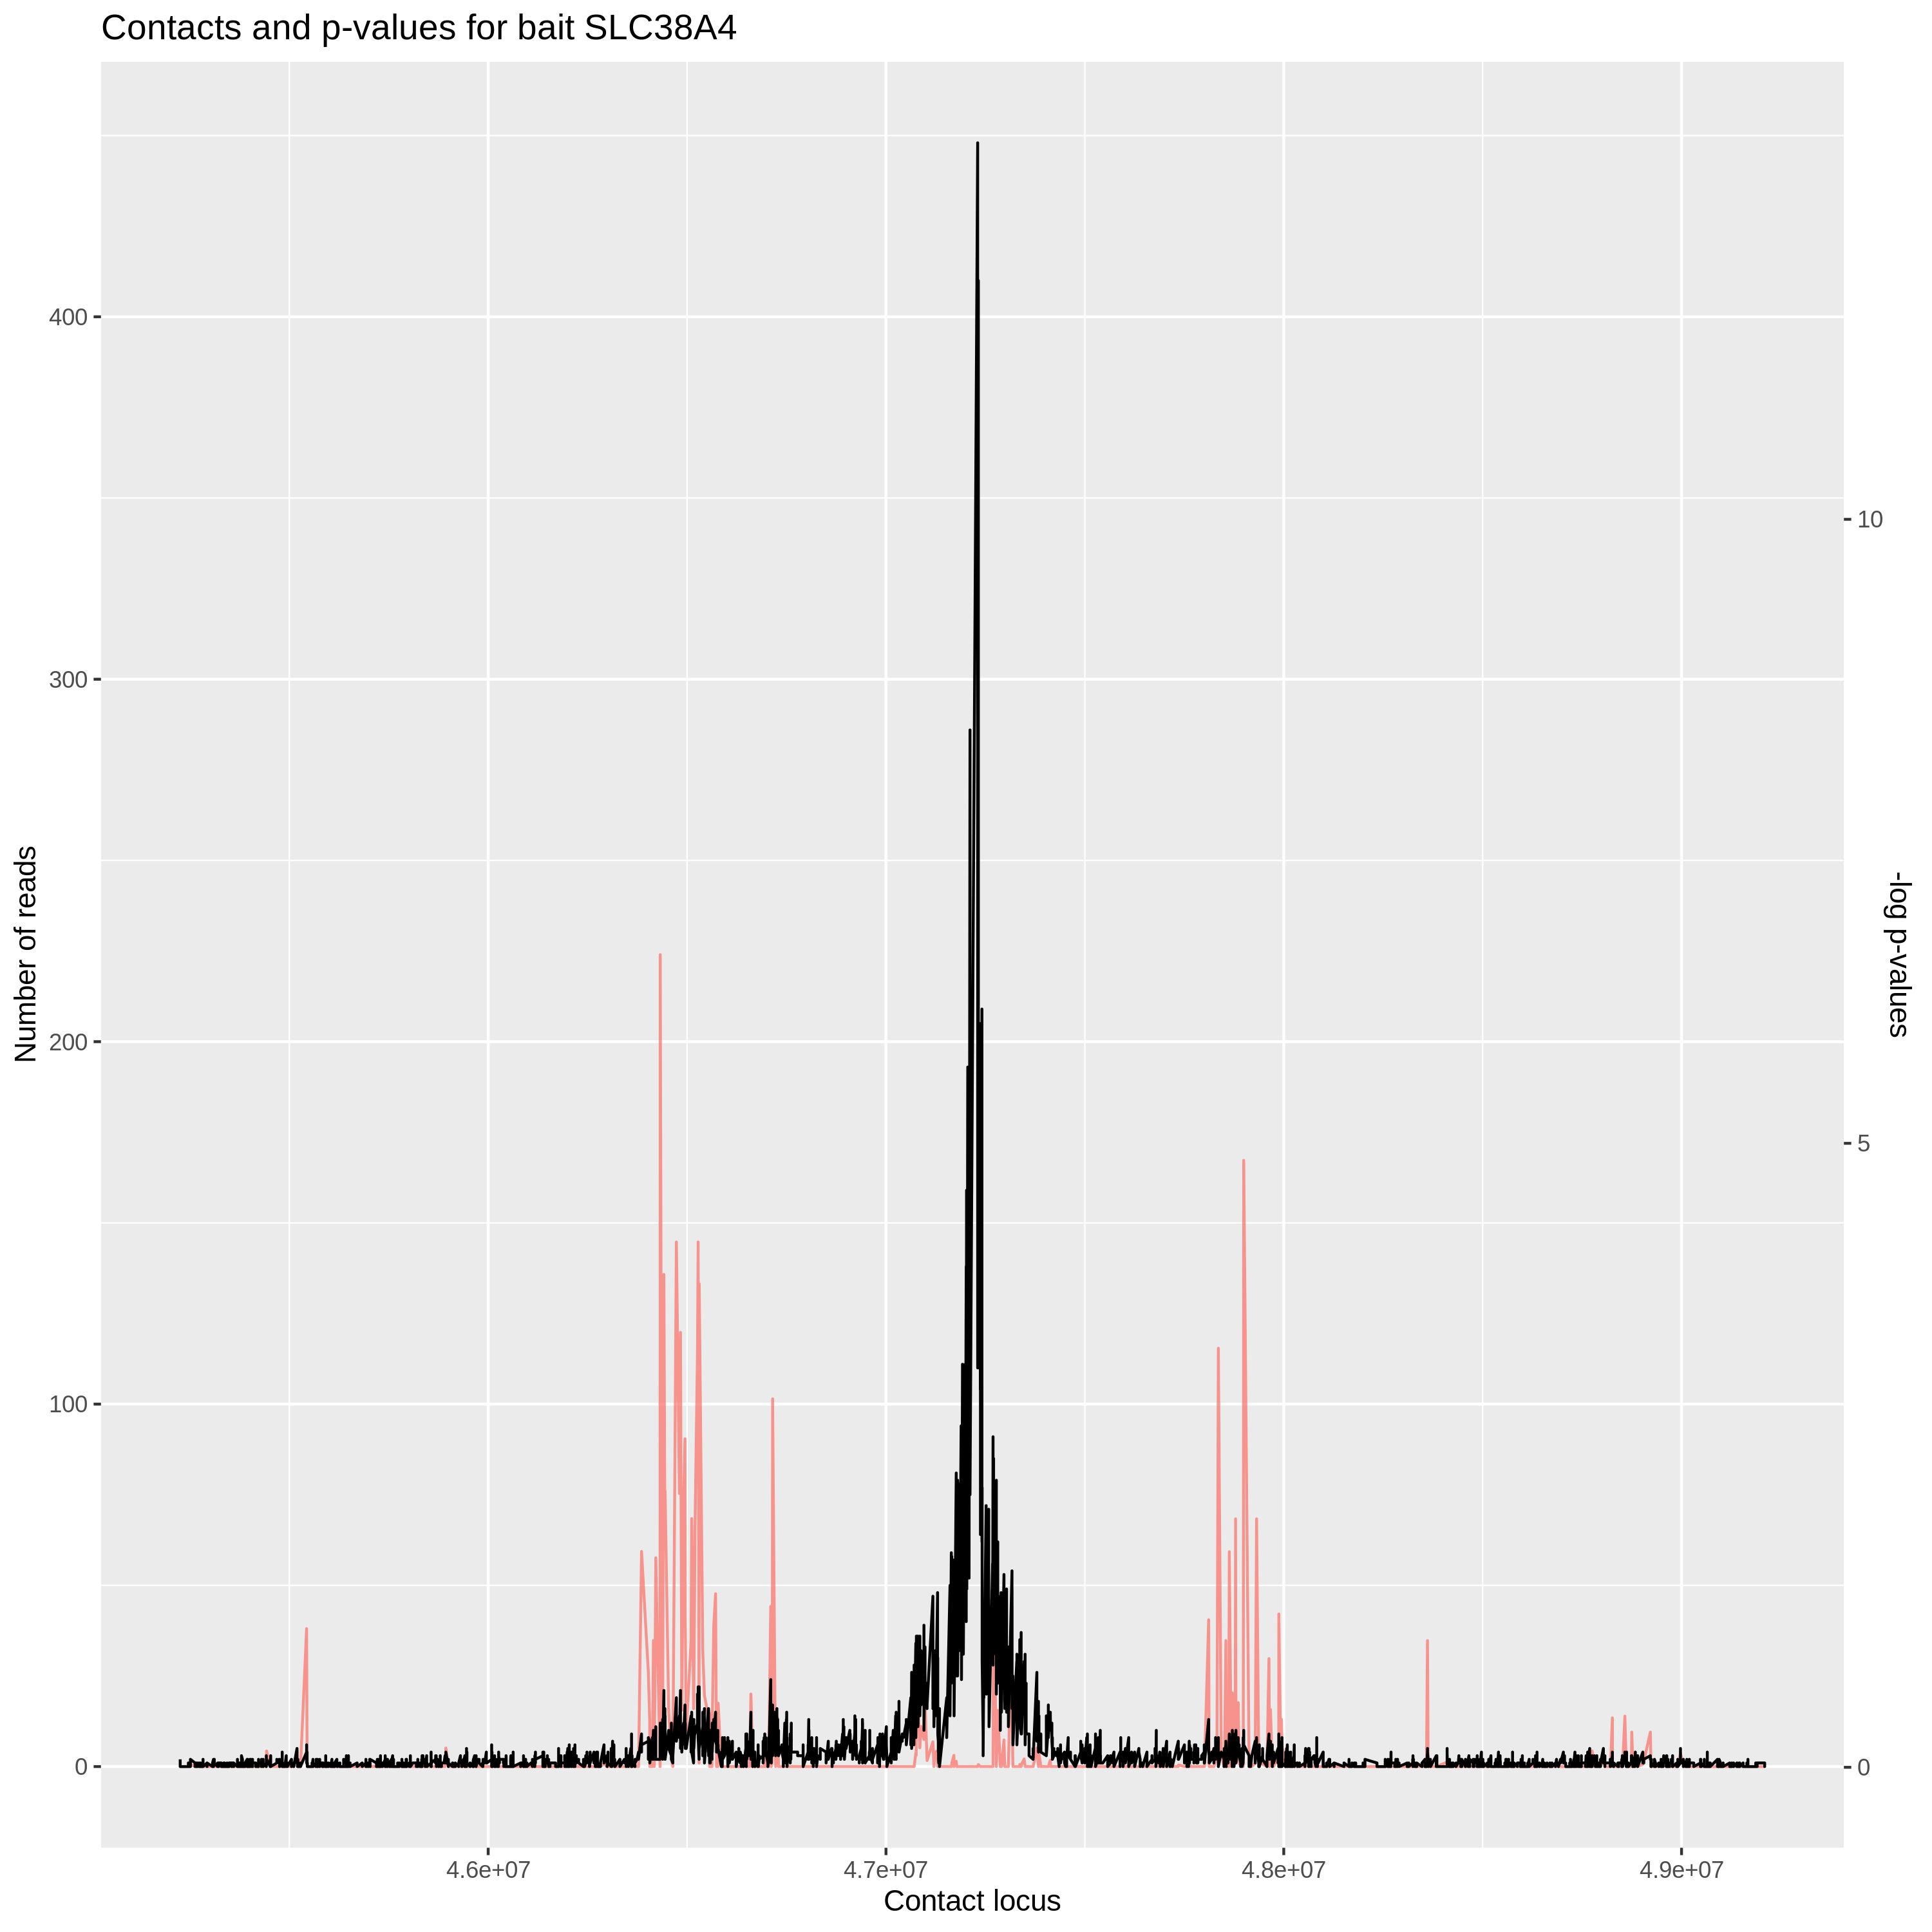 Contacts and p-values for bait SLC38A4
Number of reads
400
300
200
100
0
10
5
0
-log p-values
4.6e+07
4.7e+07
4.8e+07
4.9e+07
Contact locus